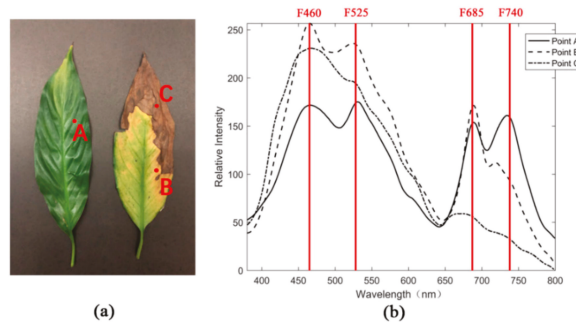 F460 F525 F685 F740
(a)
A
C
B
250
200
150
100
50
0
Relative Intensity
Point A
Point B
Point C
400 450 500 550 600 650 700 750 800
Wavelength（nm）
(a) (b)